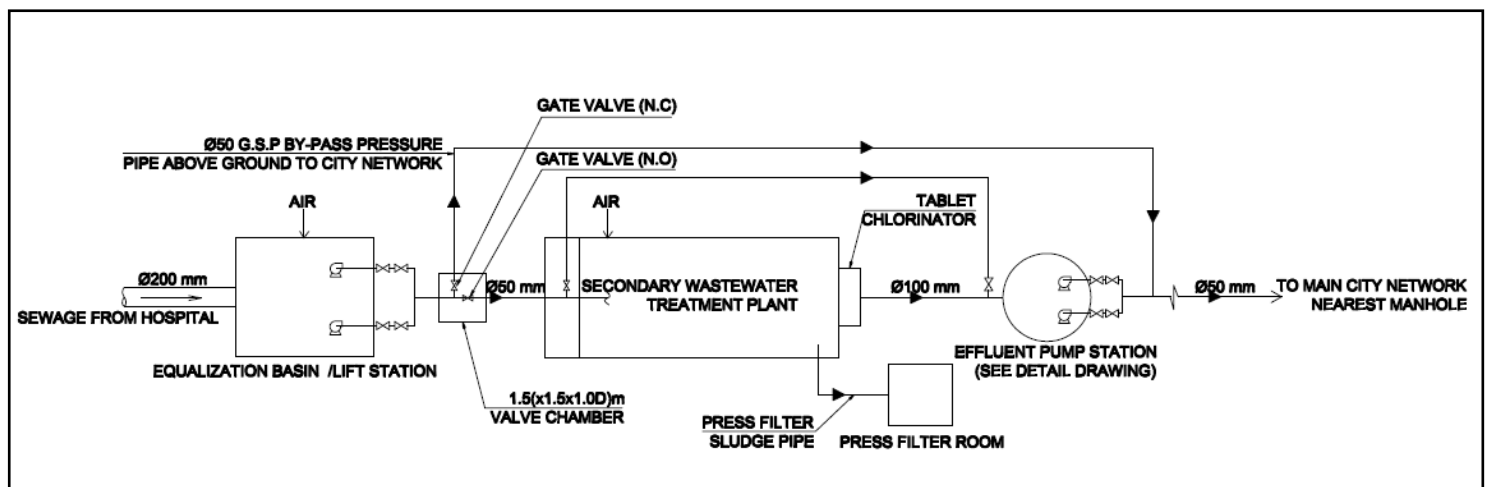 GATE VALVE (N.C)
Ø50 G.S.P BY-PASS PRESSURE
PIPE ABOVE GROUND TO CITY NETWORK
GATE VALVE (N.O)
AIR
AIR
TABLET
CHLORINATOR
Ø200 mm
SEWAGE FROM HOSPITAL
Ø50 mm
SECONDARY WASTEWATER
TREATMENT PLANT
Ø100 mm
Ø50 mm
TO MAIN CITY NETWORK
NEAREST MANHOLE
EQUALIZATION BASIN /LIFT STATION
EFFLUENT PUMP STATION
(SEE DETAIL DRAWING)
1.5(x1.5x1.0D)m
VALVE CHAMBER
PRESS FILTER
SLUDGE PIPE
PRESS FILTER ROOM